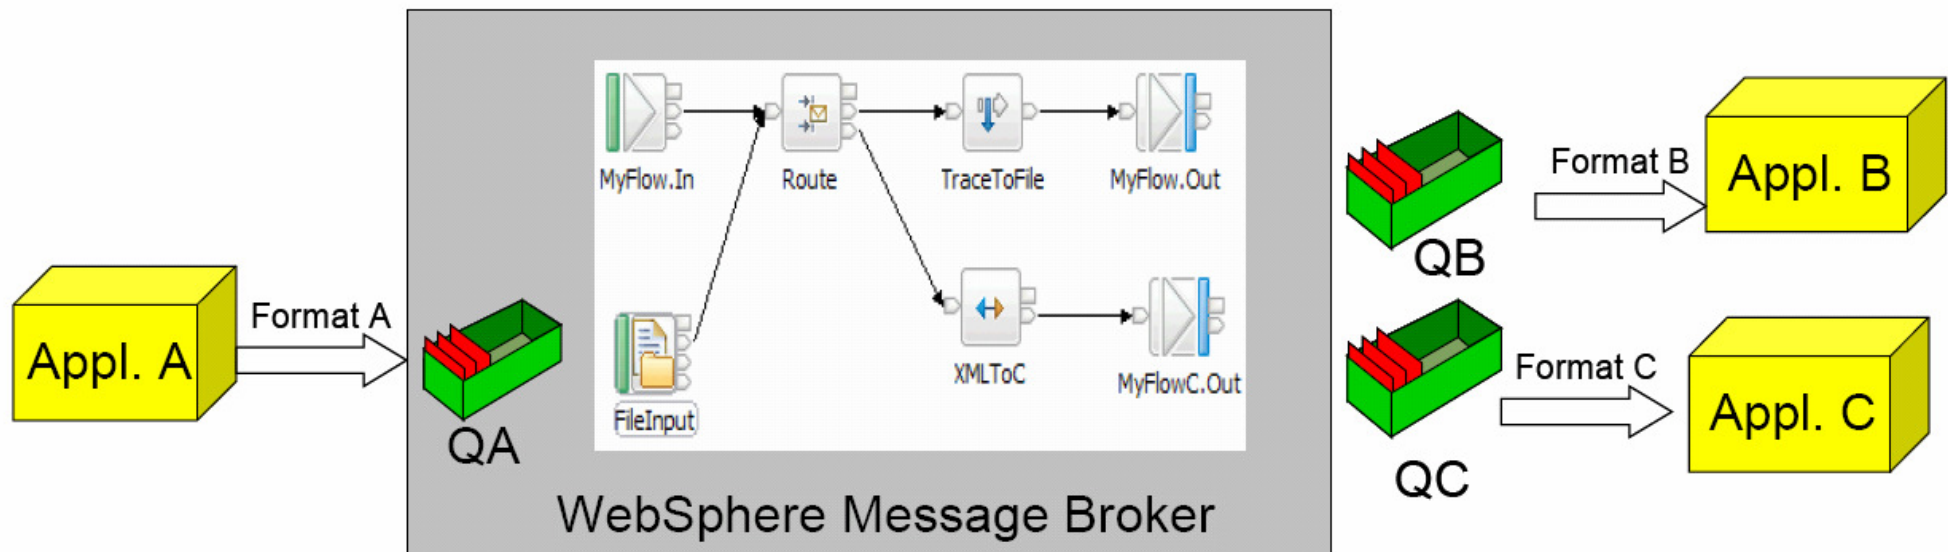 Appl. A
Format A
QA
MyFlow.In
Route
TraceToFile
MyFlow.Out
FileInput
XMLToC
MyFlowC.Out
WebSphere Message Broker
QB
Format B
Appl. B
QC
Format C
Appl. C